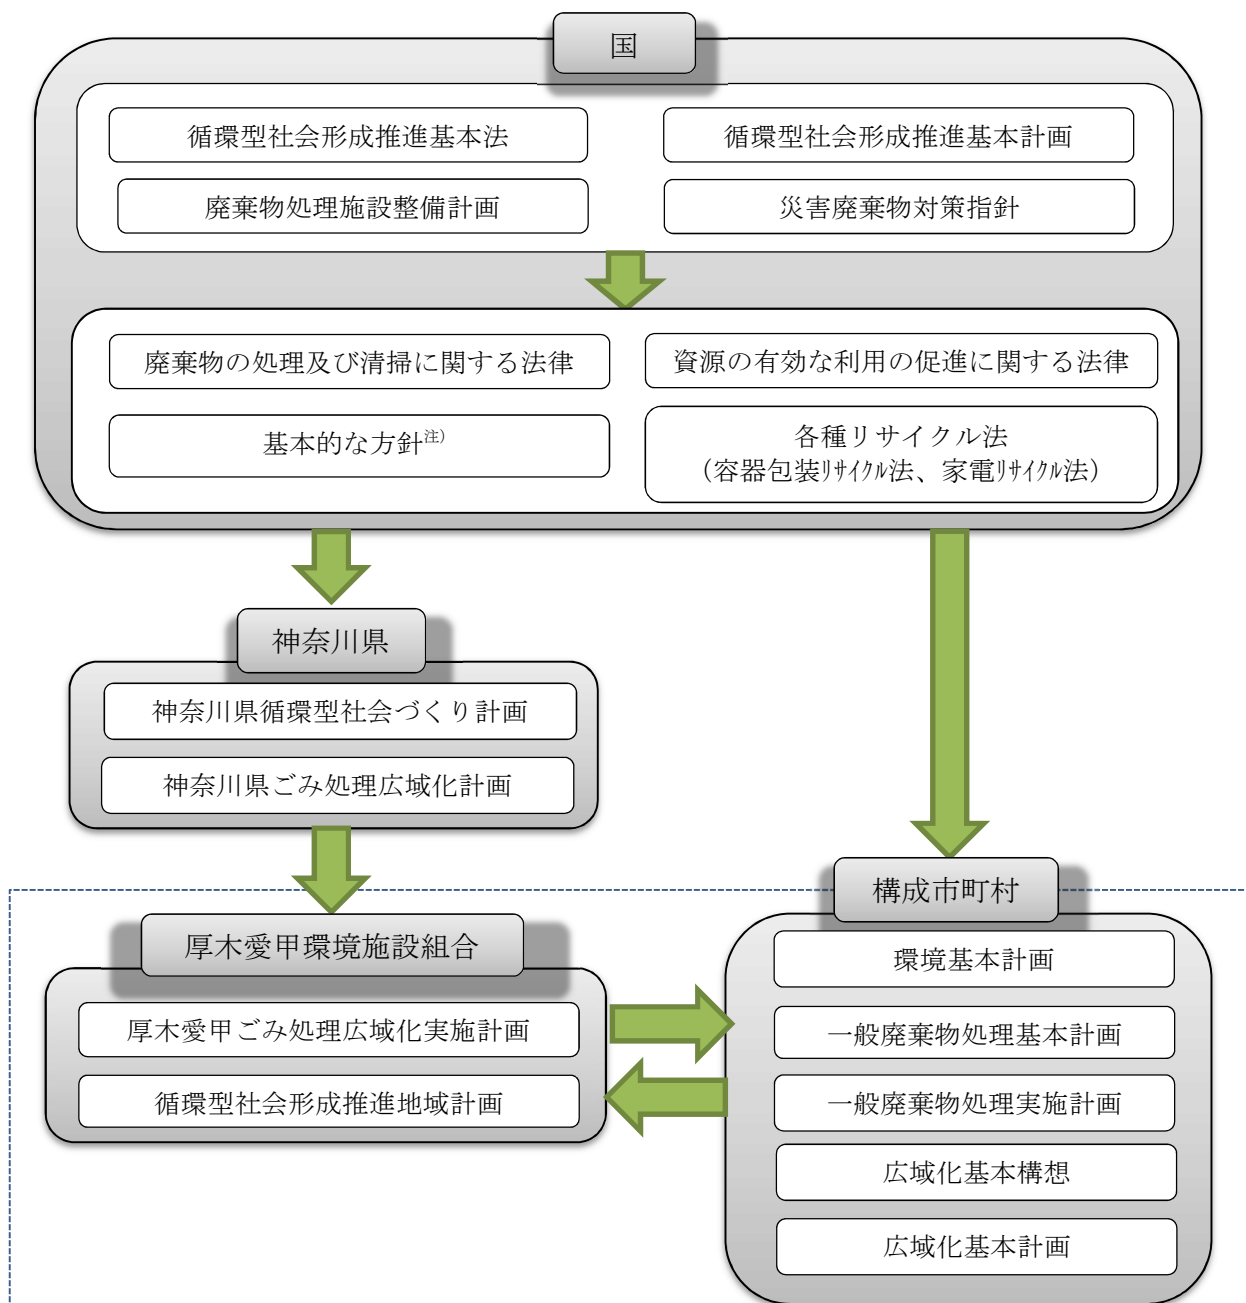 国
循環型社会形成推進基本法
循環型社会形成推進基本計画
廃棄物処理施設整備計画
災害廃棄物対策指針
廃棄物の処理及び清掃に関する法律
資源の有効な利用の促進に関する法律
基本的な方針注)
各種リサイクル法
（容器包装ﾘｻｲｸﾙ法、家電ﾘｻｲｸﾙ法）
神奈川県
神奈川県循環型社会づくり計画
神奈川県ごみ処理広域化計画
厚木愛甲環境施設組合
厚木愛甲ごみ処理広域化実施計画
循環型社会形成推進地域計画
構成市町村
環境基本計画
一般廃棄物処理基本計画
一般廃棄物処理実施計画
広域化基本構想
広域化基本計画